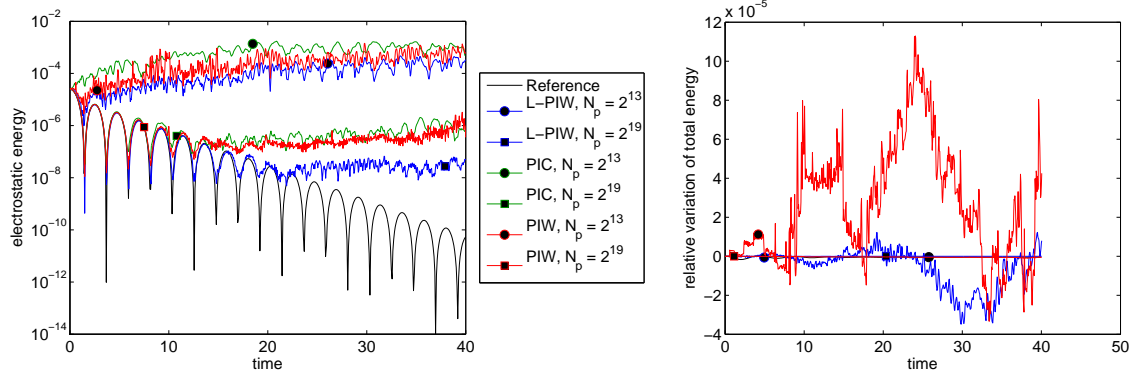 10^−2
10^−4
10^−6
10^−8
10^−10
10^−12
10^−14
0 10 20 30 40
time
electrostatic energy
Reference
L−PIW, N_p = 2^13
L−PIW, N_p = 2^19
PIC, N_p = 2^13
PIC, N_p = 2^19
PIW, N_p = 2^13
PIW, N_p = 2^19
x 10^−5
12
10
8
6
4
2
0
−2
−4
0 10 20 30 40 50
time
relative variation of total energy